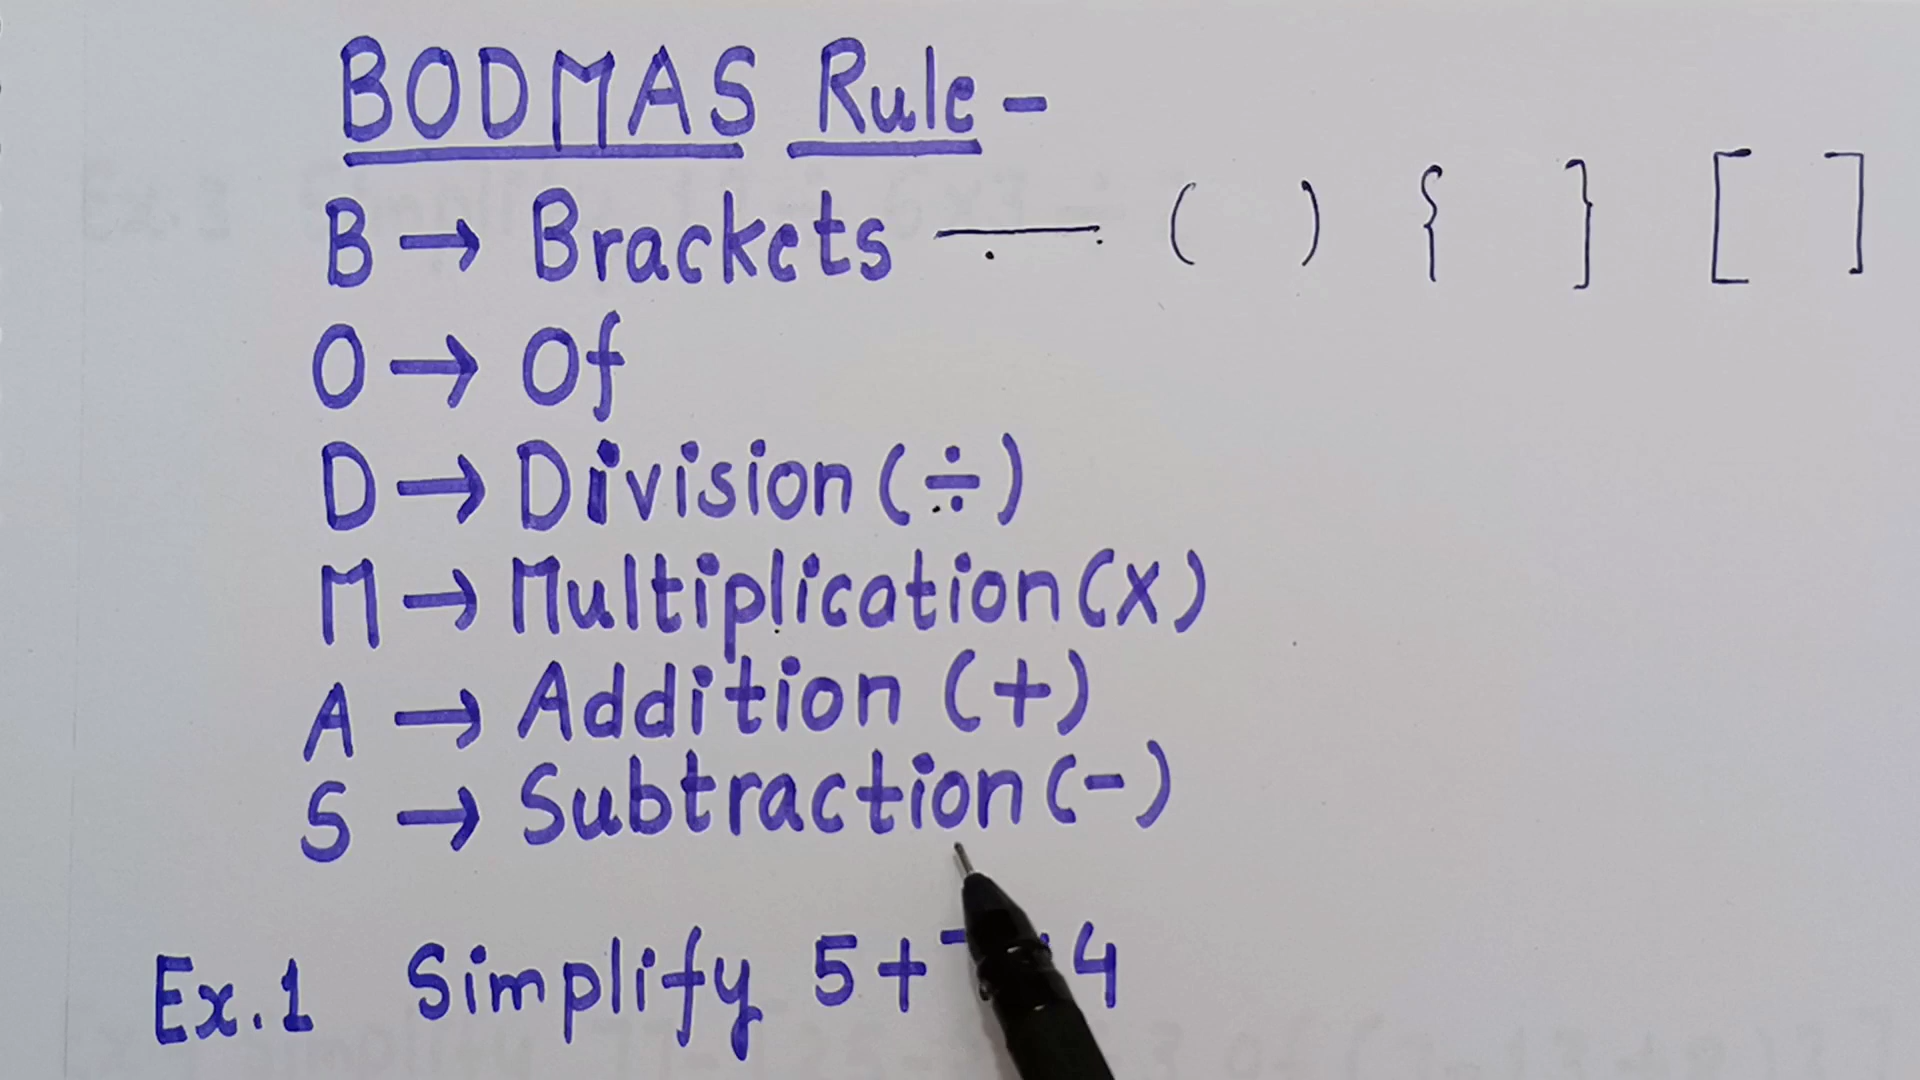 BODMAS Rule -
B → Brackets — ( ) { } [ ]
O → Of
D → Division (÷)
M → Multiplication (x)
A → Addition (+)
S → Subtraction (-)
Ex.1 Simplify 5+ 4